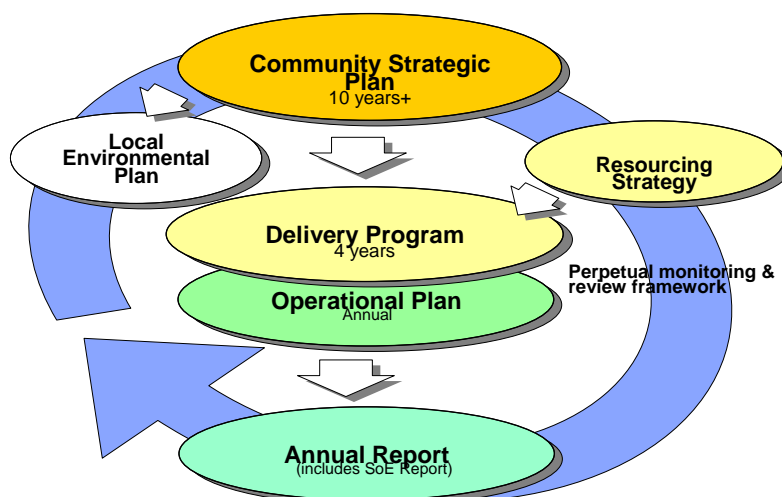 Community Strategic
Plan
10 years+
Local
Environmental
Plan
Resourcing
Strategy
Delivery Program
4 years
Perpetual monitoring &
review framework
Operational Plan
Annual
Annual Report
(includes SoE Report)